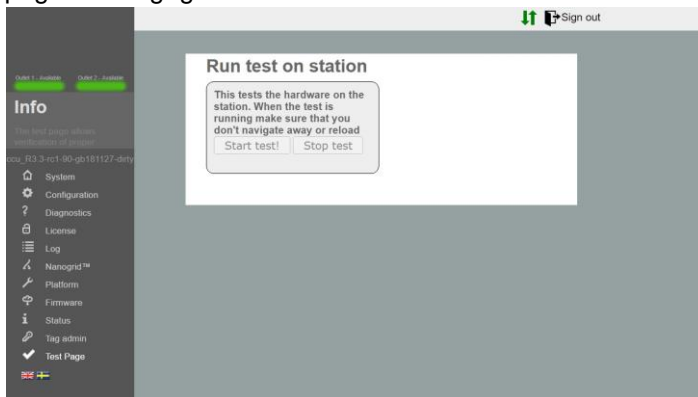 Sign out
Outlet 1 - Available Outlet 2 - Available
Info
The test page allows
verification of proper
ocu_R3.3-rc1-90-gb181127-dirty
System
Configuration
Diagnostics
License
Log
Nanogrid™
Platform
Firmware
Status
Tag admin
Test Page
Run test on station
This tests the hardware on the
station. When the test is
running make sure that you
don't navigate away or reload
Start test! Stop test